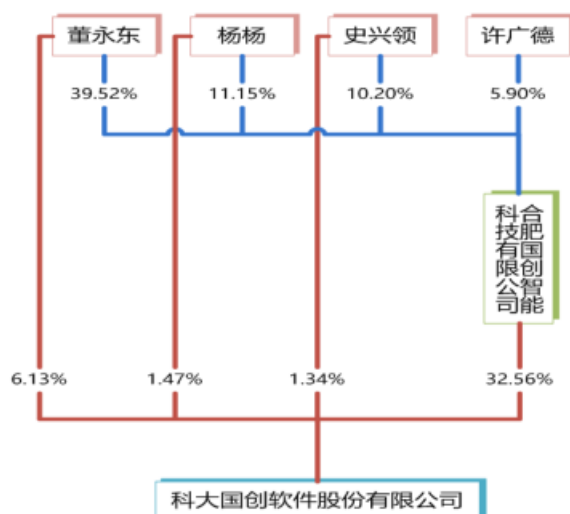 董永东 杨杨 史兴领 许广德
39.52% 11.15% 10.20% 5.90%
合肥国创智能
科技有限公司
6.13% 1.47% 1.34% 32.56%
科大国创软件股份有限公司